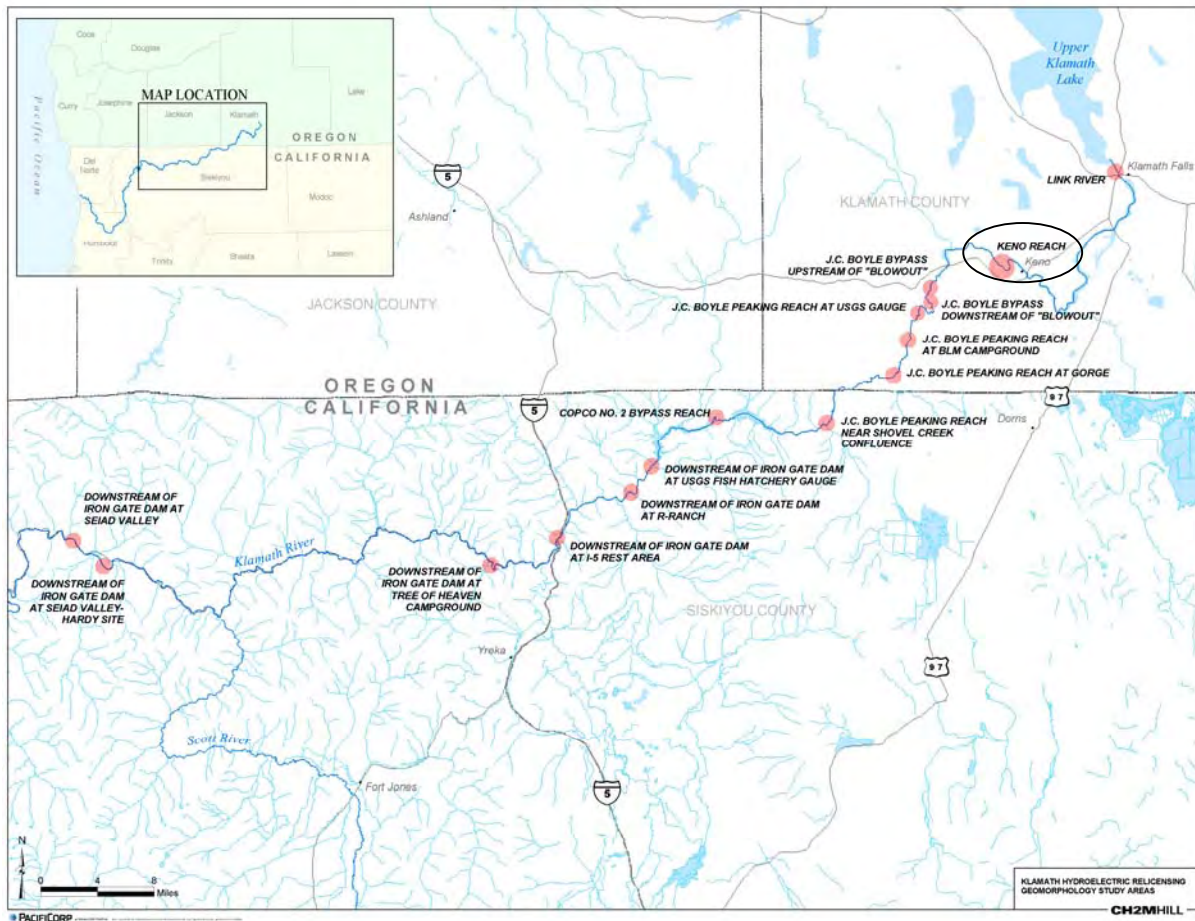 Coos
Douglas
MAP LOCATION
Curry
Josephine
Jackson
Klamath
Lake
Pacific Ocean
OREGON
CALIFORNIA
Del
Norte
Siskiyou
Modoc
Humboldt
Trinity
Shasta
Lassen
Upper
Klamath
Lake
5
Ashland
LINK RIVER
Klamath Falls
KLAMATH COUNTY
KENO REACH
Keno
J.C. BOYLE BYPASS
UPSTREAM OF "BLOWOUT"
JACKSON COUNTY
J.C. BOYLE PEAKING REACH AT USGS GAUGE
J.C. BOYLE BYPASS
DOWNSTREAM OF "BLOWOUT"
J.C. BOYLE PEAKING REACH
AT BLM CAMPGROUND
J.C. BOYLE PEAKING REACH AT GORGE
OREGON
CALIFORNIA
5
97
COPCO NO. 2 BYPASS REACH
J.C. BOYLE PEAKING REACH
NEAR SHOVEL CREEK
CONFLUENCE
Dorris
DOWNSTREAM OF IRON GATE DAM
AT USGS FISH HATCHERY GAUGE
DOWNSTREAM OF IRON GATE DAM
AT R-RANCH
DOWNSTREAM OF
IRON GATE DAM AT
SEIAD VALLEY
Klamath River
DOWNSTREAM OF IRON GATE DAM
AT I-5 REST AREA
DOWNSTREAM OF
IRON GATE DAM
AT SEIAD VALLEY-
HARDY SITE
DOWNSTREAM OF
IRON GATE DAM AT
TREE OF HEAVEN
CAMPGROUND
SISKIYOU COUNTY
Yreka
97
Scott River
Fort Jones
5
N
0 4 8
Miles
KLAMATH HYDROELECTRIC RELICENSING
GEOMORPHOLOGY STUDY AREAS
PACIFICORP
CH2MHILL